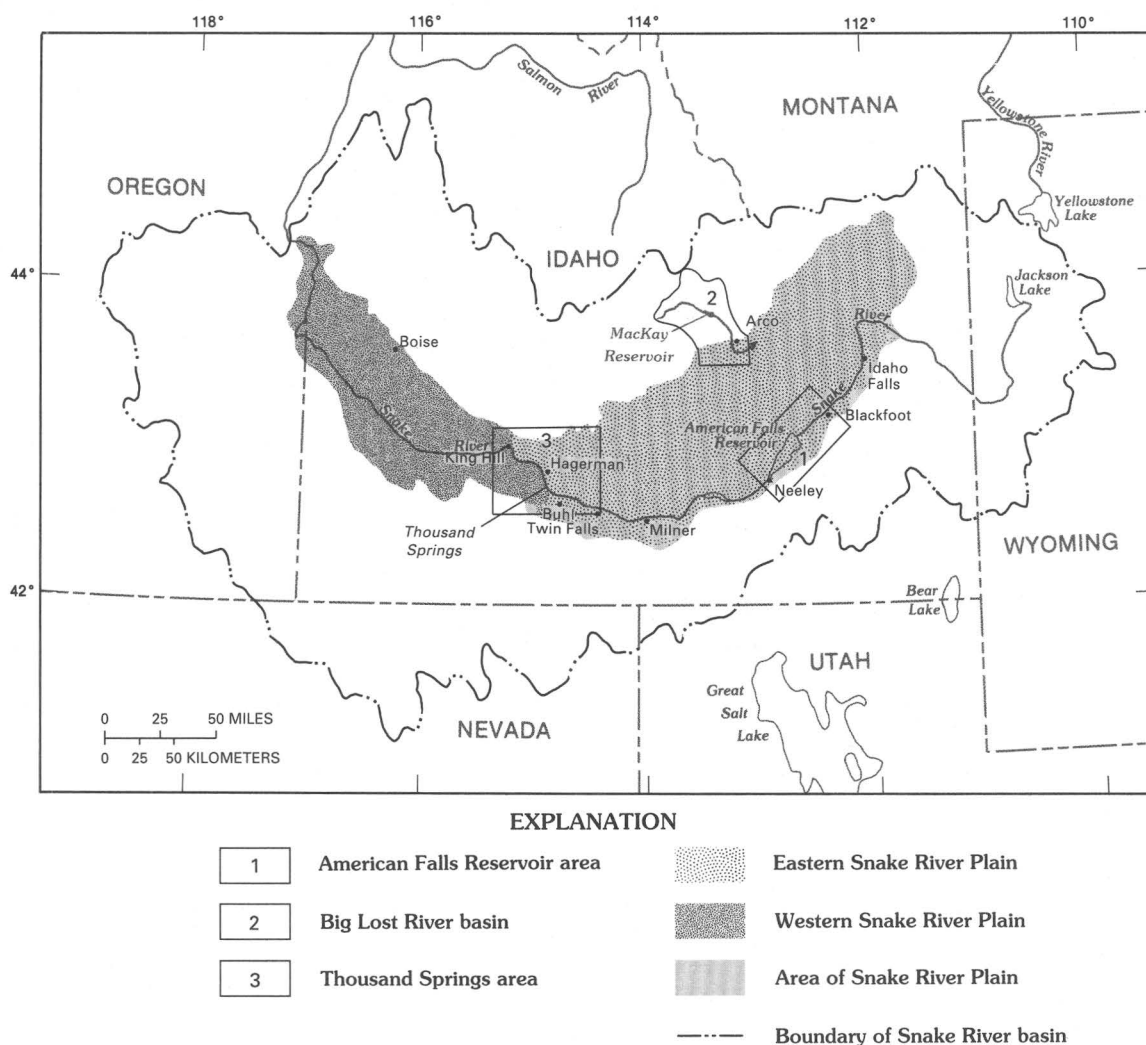 118°
116°
114°
112°
110°
Salmon
River
MONTANA
Yellowstone River
OREGON
Yellowstone
Lake
IDAHO
44°
Jackson
Lake
2
MacKay
Reservoir
Arco
River
Boise
Idaho
Falls
Snake
Snake
Blackfoot
American Falls
Reservoir
1
River
King Hill
3
Hagerman
Neeley
Thousand
Springs
Buhl
Twin Falls
Milner
WYOMING
42°
Bear
Lake
UTAH
Great
Salt
Lake
NEVADA
0 25 50 MILES
0 25 50 KILOMETERS
118°
116°
114°
112°
EXPLANATION
1 American Falls Reservoir area
2 Big Lost River basin
3 Thousand Springs area
Eastern Snake River Plain
Western Snake River Plain
Area of Snake River Plain
Boundary of Snake River basin